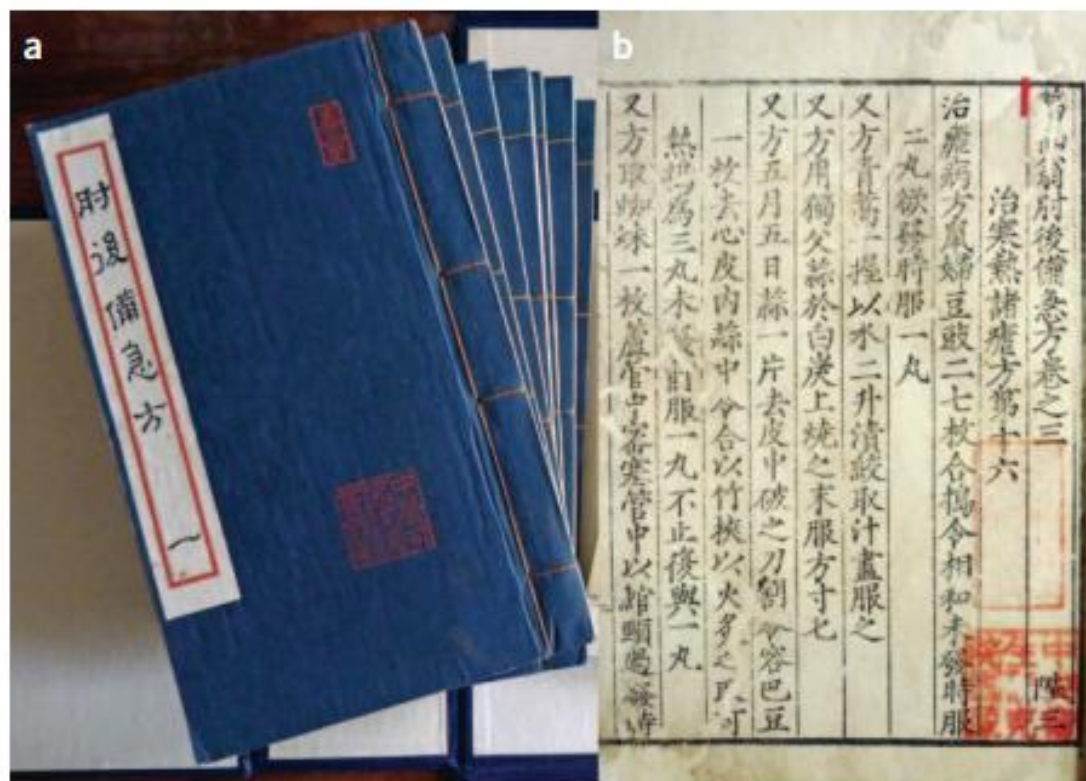 a
肘後備急方 一
b
翁肘後備急方卷之三
治寒熱諸瘧方第十六
治瘧病方鼠婦豆豉二七枚合搗令相和未發時服
二丸欲發時服一丸
又方青蒿一握以水二升漬絞取汁盡服之
又方用獨父蒜於白炭上燒之末服方寸匕
又方五月五日蒜一片去皮中破之刀割令容巴豆
一枚去心皮內蒜中令合以竹挾以火炙之取可
熱搗為三丸未發前服一丸不止復與一丸
又方取蜘蛛一枚蘆管中密塞管中以綰頸過發時